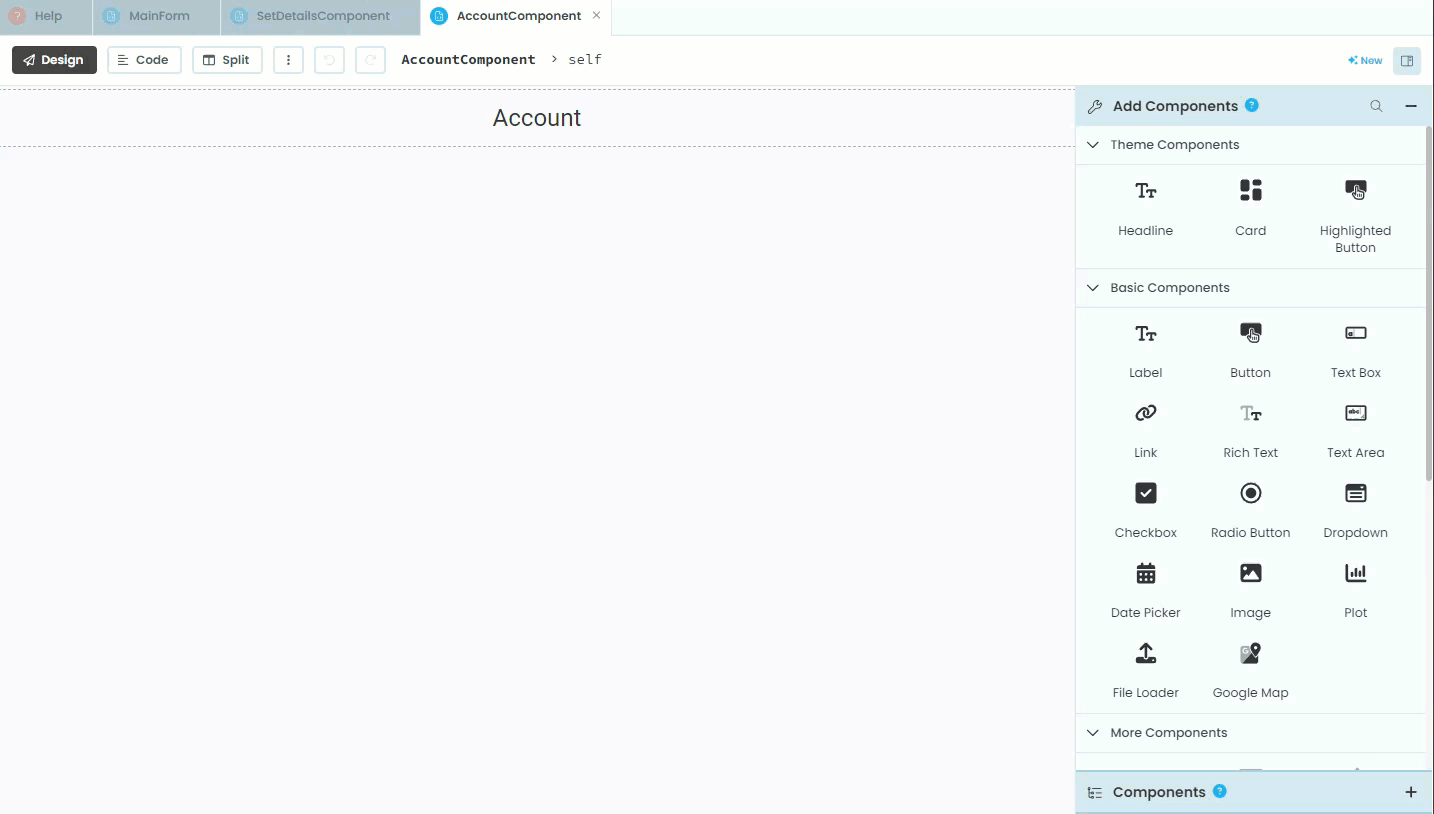 Help MainForm SetDetailsComponent AccountComponent ×
Design Code Split AccountComponent > self New
Account
Add Components ?
Theme Components
Headline Card Highlighted
Button
Basic Components
Label Button Text Box
Link Rich Text Text Area
Checkbox Radio Button Dropdown
Date Picker Image Plot
File Loader Google Map
More Components
Components ? +